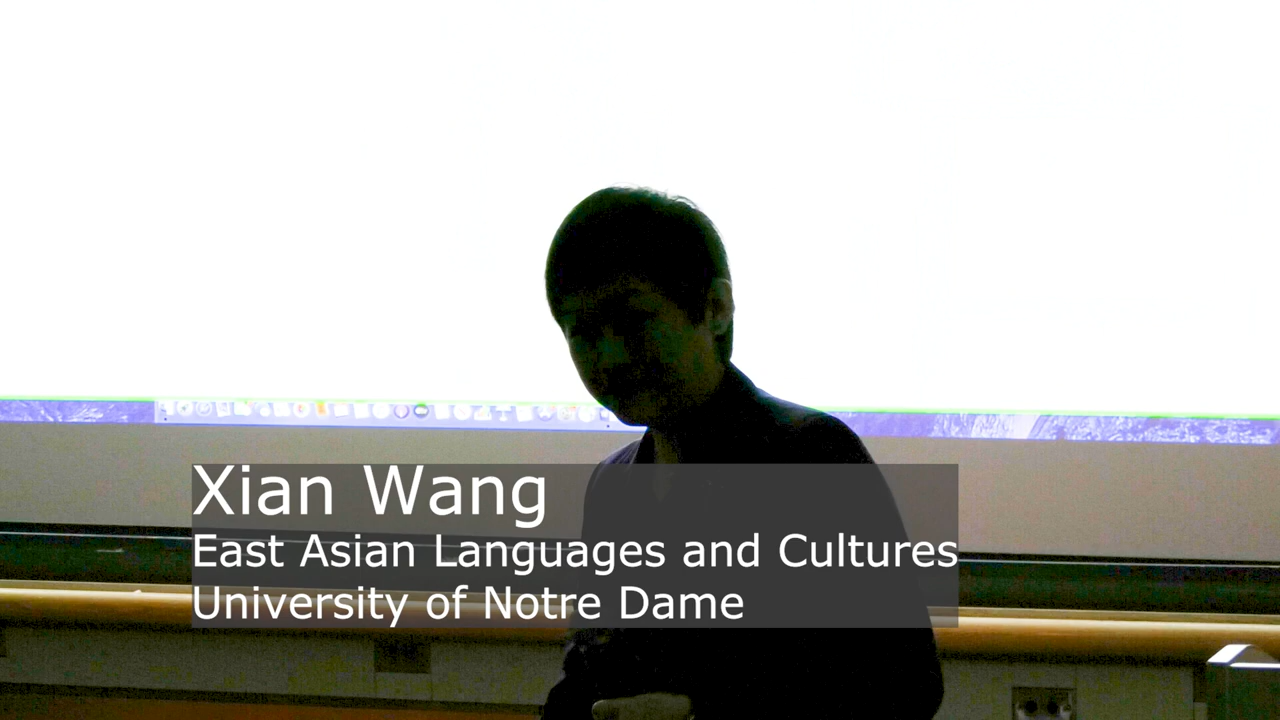 Xian Wang
East Asian Languages and Cultures
University of Notre Dame